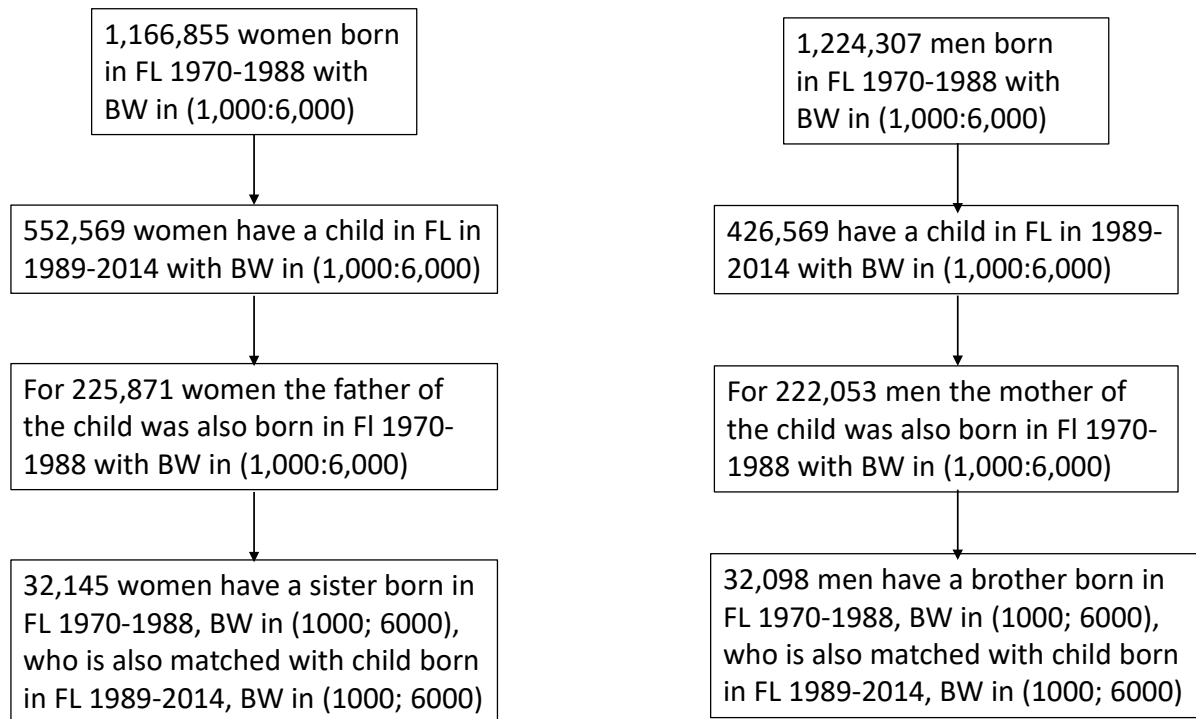 1,166,855 women born
in FL 1970-1988 with
BW in (1,000:6,000)
552,569 women have a child in FL in
1989-2014 with BW in (1,000:6,000)
For 225,871 women the father of
the child was also born in Fl 1970-
1988 with BW in (1,000:6,000)
32,145 women have a sister born in
FL 1970-1988, BW in (1000; 6000),
who is also matched with child born
in FL 1989-2014, BW in (1000; 6000)
1,224,307 men born
in FL 1970-1988 with
BW in (1,000:6,000)
426,569 have a child in FL in 1989-
2014 with BW in (1,000:6,000)
For 222,053 men the mother of
the child was also born in Fl 1970-
1988 with BW in (1,000:6,000)
32,098 men have a brother born in
FL 1970-1988, BW in (1000; 6000),
who is also matched with child born
in FL 1989-2014, BW in (1000; 6000)